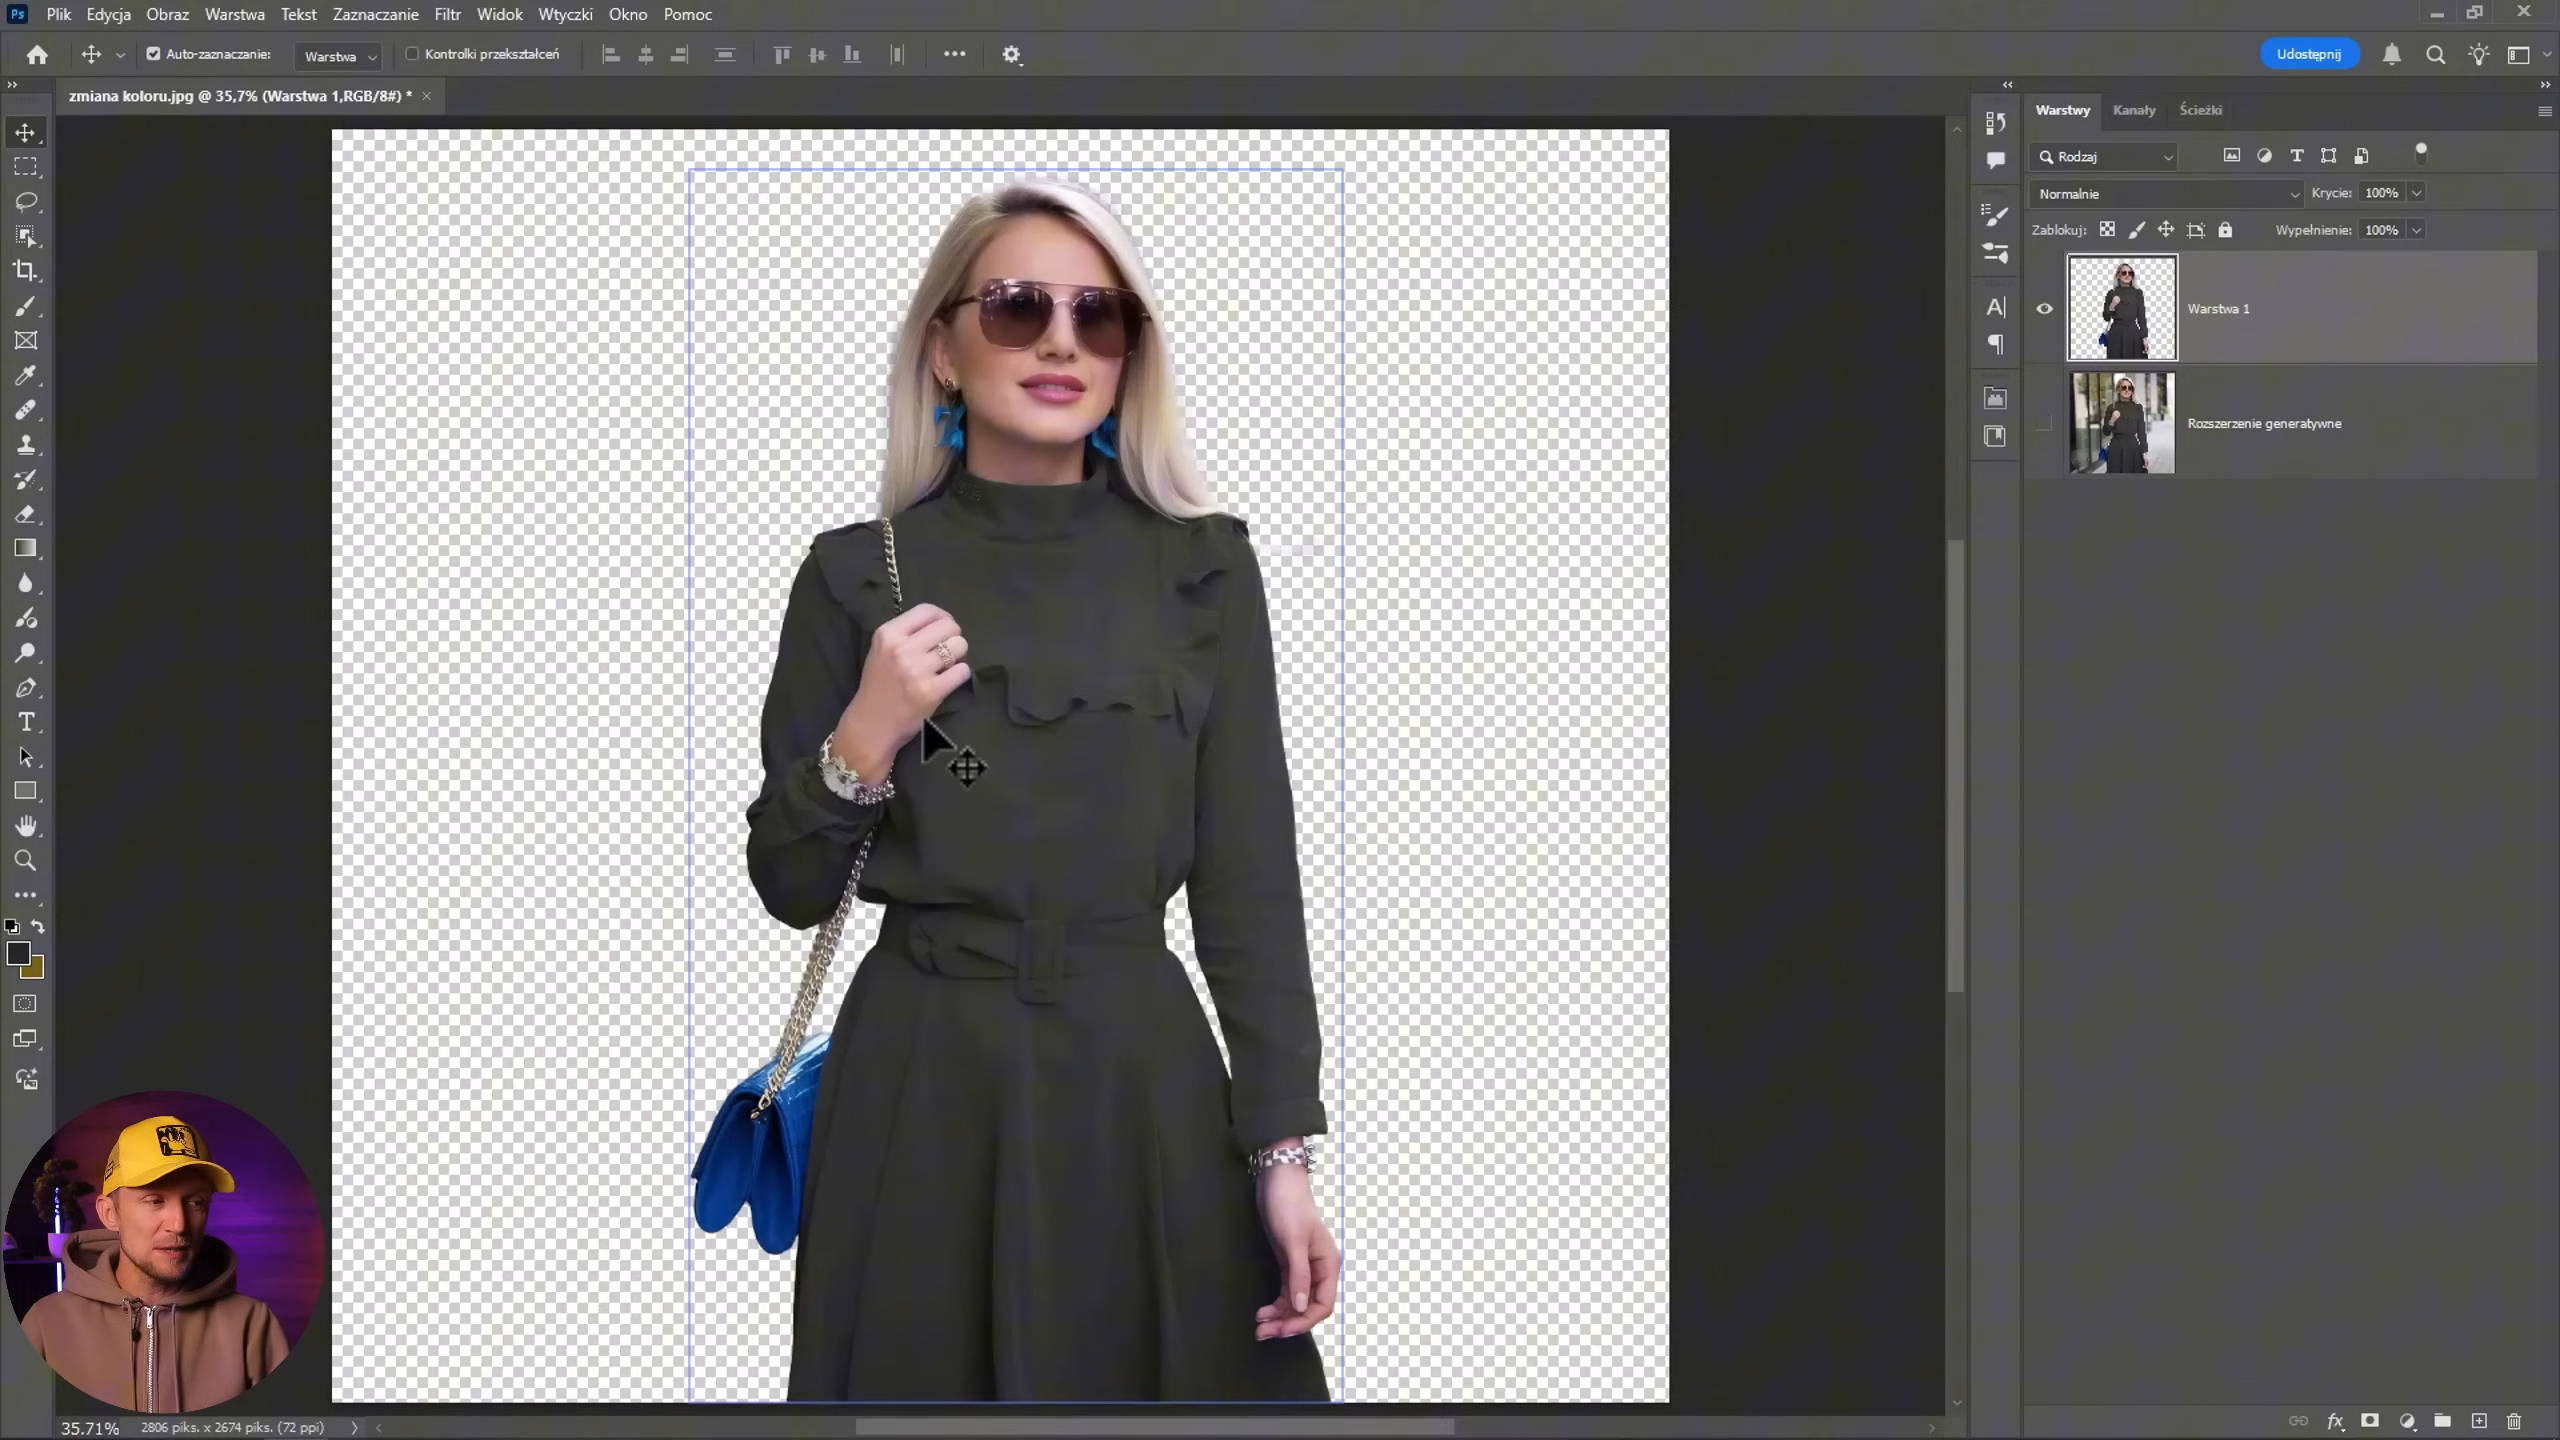 Ps Plik Edycja Obraz Warstwa Tekst Zaznaczanie Filtr Widok Wtyczki Okno Pomoc
Auto-zaznaczanie: Warstwa Kontrolki przekształceń Udostępnij
zmiana koloru.jpg @ 35,7% (Warstwa 1,RGB/8#) *
Warstwy Kanały Ścieżki
Rodzaj
Normalnie Krycie: 100%
Zablokuj: Wypełnienie: 100%
Warstwa 1
Rozszerzenie generatywne
35.71% 2806 piks. x 2674 piks. (72 ppi)